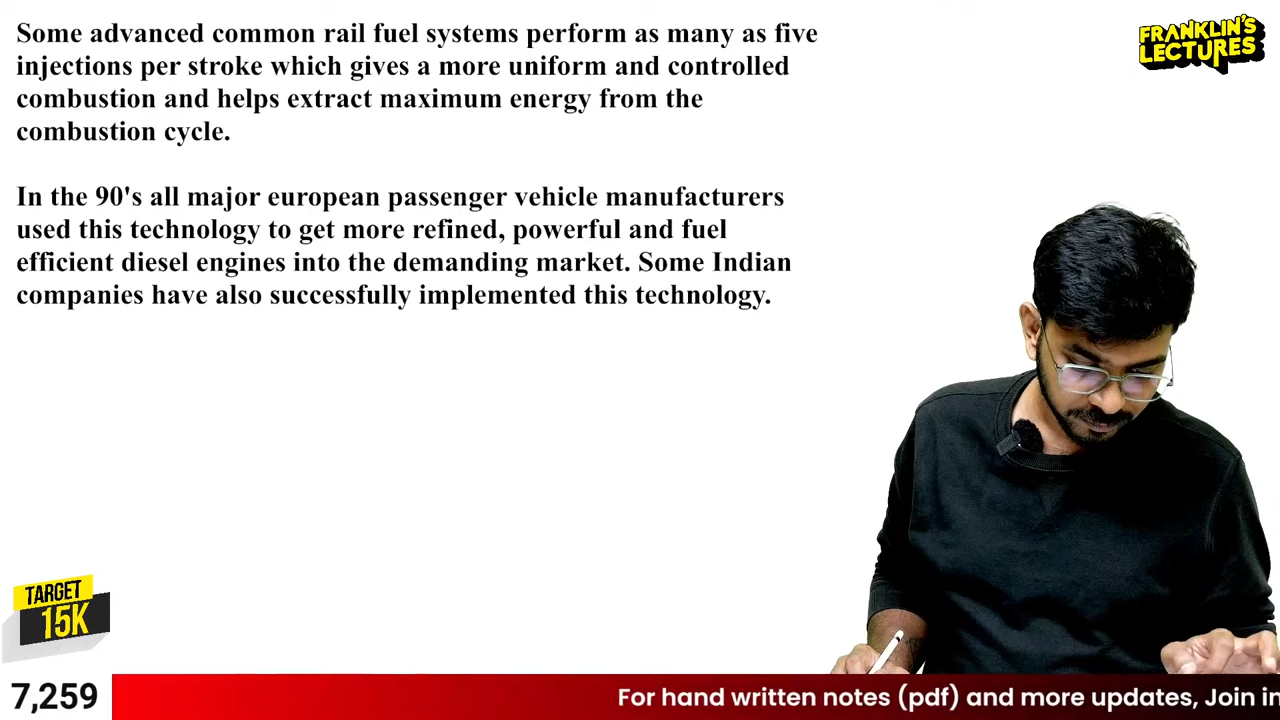 Some advanced common rail fuel systems perform as many as five
injections per stroke which gives a more uniform and controlled
combustion and helps extract maximum energy from the
combustion cycle.
In the 90's all major european passenger vehicle manufacturers
used this technology to get more refined, powerful and fuel
efficient diesel engines into the demanding market. Some Indian
companies have also successfully implemented this technology.
FRANKLIN'S
LECTURES
TARGET
15K
7,259
For hand written notes (pdf) and more updates, Join in